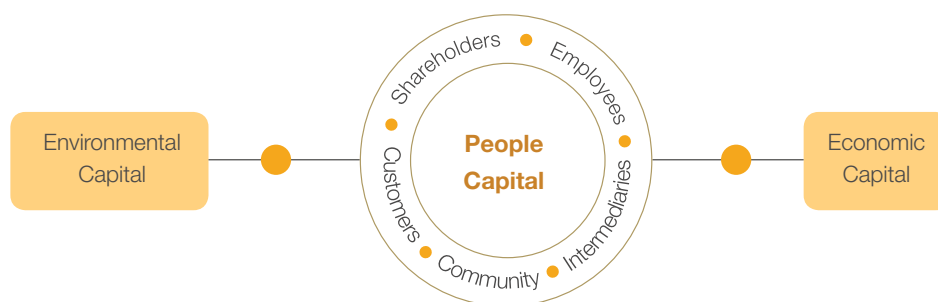 Environmental
Capital
Shareholders
Employees
Intermediaries
Community
Customers
People
Capital
Economic
Capital